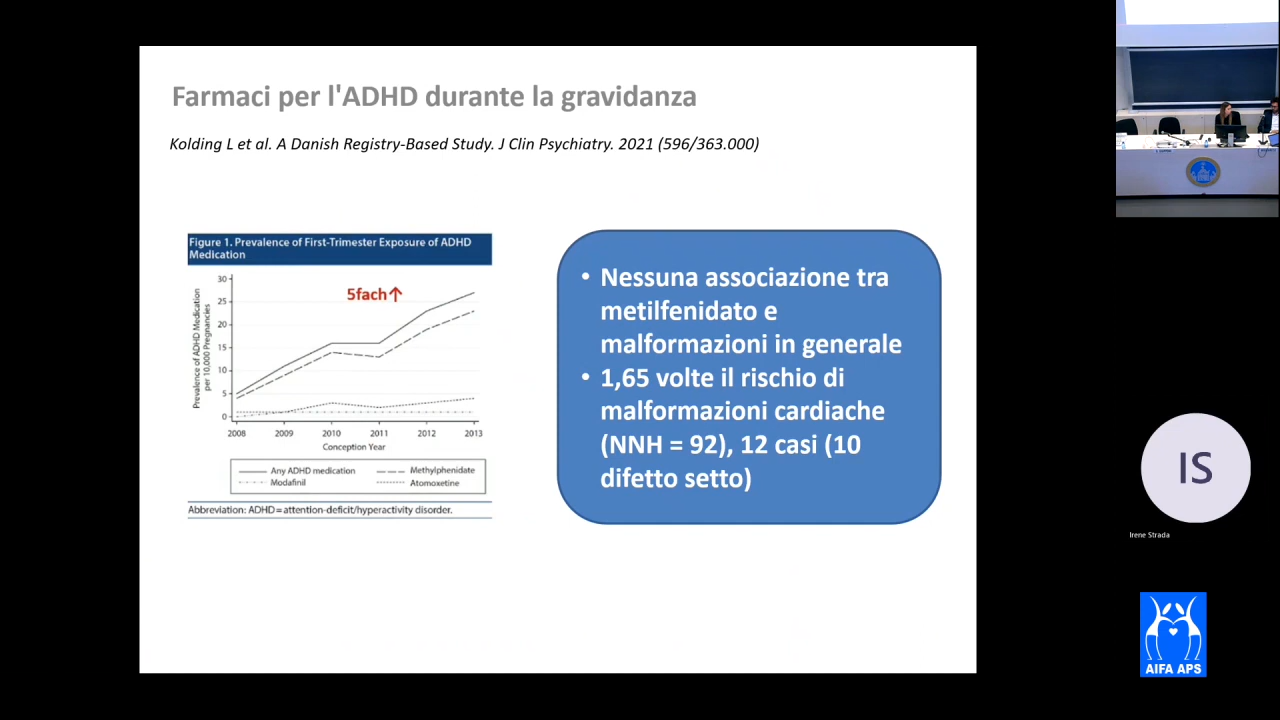 Farmaci per l'ADHD durante la gravidanza
Kolding L et al. A Danish Registry-Based Study. J Clin Psychiatry. 2021 (596/363.000)
Figure 1. Prevalence of First-Trimester Exposure of ADHD
Medication
Prevalence of ADHD Medication
per 10,000 Pregnancies
30
25
20
15
10
5
0
5fach↑
2008 2009 2010 2011 2012 2013
Conception Year
Any ADHD medication Methylphenidate
Modafinil Atomoxetine
Abbreviation: ADHD = attention-deficit/hyperactivity disorder.
• Nessuna associazione tra
metilfenidato e
malformazioni in generale
• 1,65 volte il rischio di
malformazioni cardiache
(NNH = 92), 12 casi (10
difetto setto)
IS
Irene Strada
AIFA APS